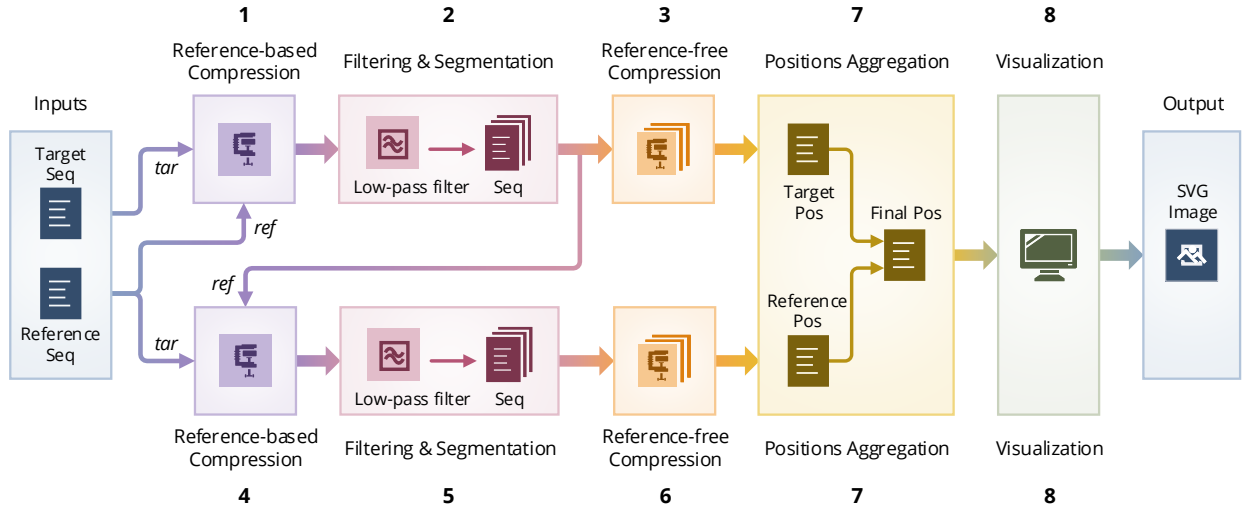 1 2 3 7 8
Reference-based Compression
Filtering & Segmentation
Reference-free Compression
Positions Aggregation
Visualization
Inputs
Output
Target
Seq
Reference
Seq
tar
ref
Low-pass filter
Seq
Target
Pos
Final Pos
Reference
Pos
SVG
Image
ref
tar
Low-pass filter
Seq
Reference-based
Compression
Filtering & Segmentation
Reference-free
Compression
Positions Aggregation
Visualization
4 5 6 7 8